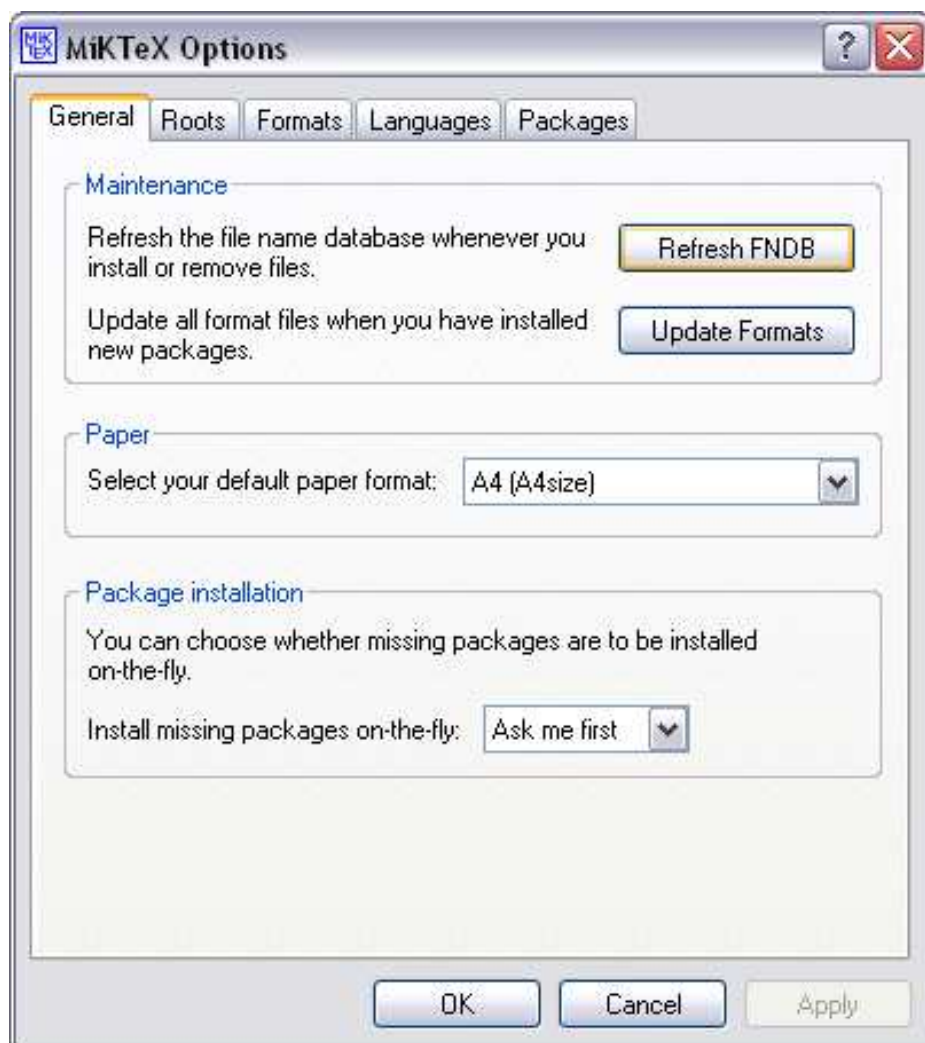 MiKTeX Options
General Roots Formats Languages Packages
Maintenance
Refresh the file name database whenever you
install or remove files.
Refresh FNDB
Update all format files when you have installed
new packages.
Update Formats
Paper
Select your default paper format: A4 (A4size)
Package installation
You can choose whether missing packages are to be installed
on-the-fly.
Install missing packages on-the-fly: Ask me first
OK Cancel Apply